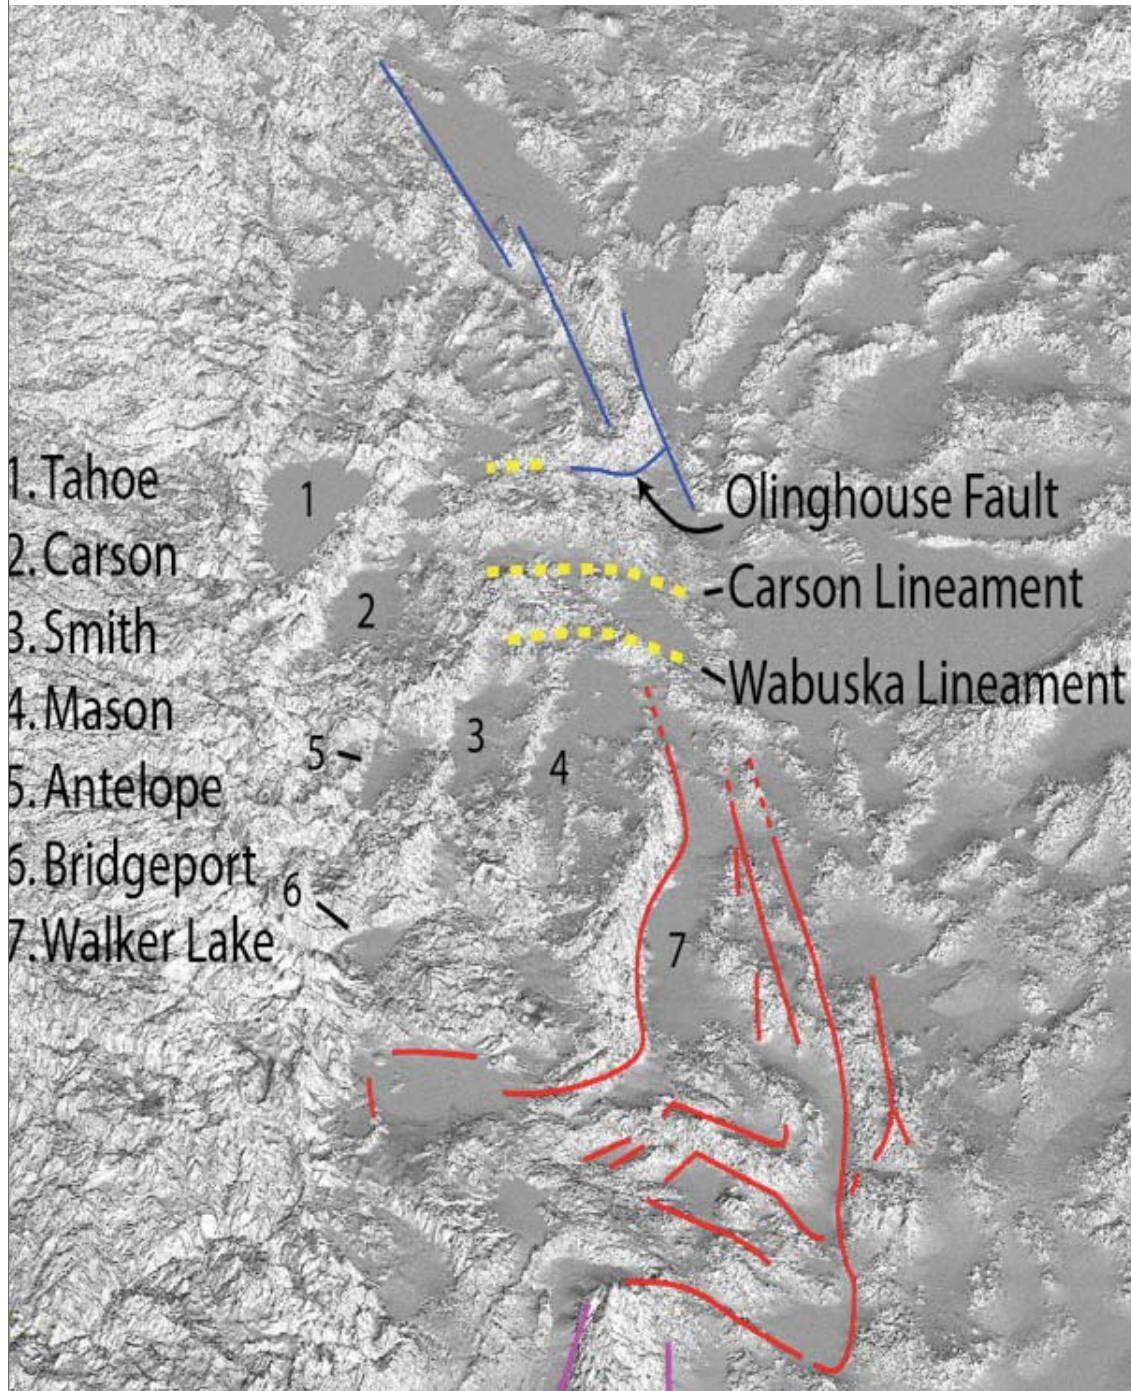 1. Tahoe
2. Carson
3. Smith
4. Mason
5. Antelope
6. Bridgeport
7. Walker Lake
1
2
3
4
5
6
7
Olinghouse Fault
Carson Lineament
Wabuska Lineament